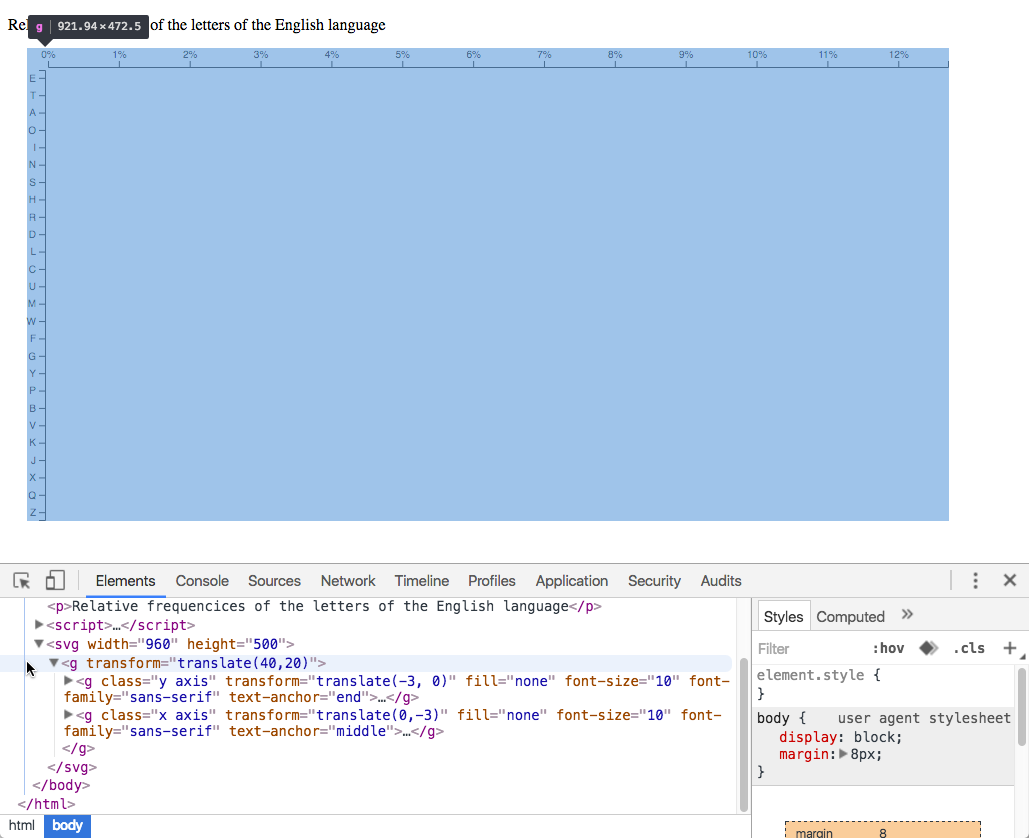 Rel
g 921.94×472.5
of the letters of the English language
0% 1% 2% 3% 4% 5% 6% 7% 8% 9% 10% 11% 12%
E
T
A
O
I
N
S
H
R
D
L
C
U
M
W
F
G
Y
P
B
V
K
J
X
Q
Z
Elements Console Sources Network Timeline Profiles Application Security Audits
<p>Relative frequencices of the letters of the English language</p>
▶<script>…</script>
▼<svg width="960" height="500">
▼<g transform="translate(40,20)">
▶<g class="y axis" transform="translate(-3, 0)" fill="none" font-size="10" font-
family="sans-serif" text-anchor="end">…</g>
▶<g class="x axis" transform="translate(0,-3)" fill="none" font-size="10" font-
family="sans-serif" text-anchor="middle">…</g>
</g>
</svg>
</body>
</html>
html body
Styles Computed »
Filter :hov .cls +
element.style {
}
body { user agent stylesheet
display: block;
margin:▶8px;
}
margin 8